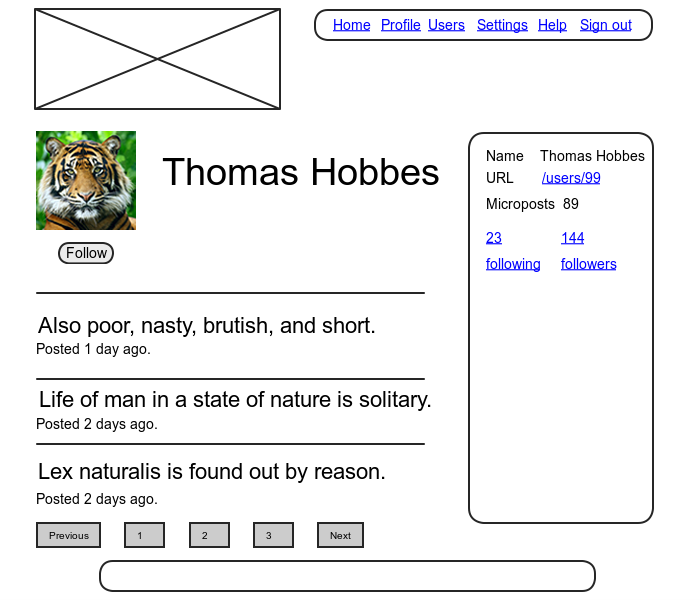 Home Profile Users Settings Help Sign out
Thomas Hobbes
Follow
Name Thomas Hobbes
URL /users/99
Microposts 89
23 144
following followers
Also poor, nasty, brutish, and short.
Posted 1 day ago.
Life of man in a state of nature is solitary.
Posted 2 days ago.
Lex naturalis is found out by reason.
Posted 2 days ago.
Previous 1 2 3 Next